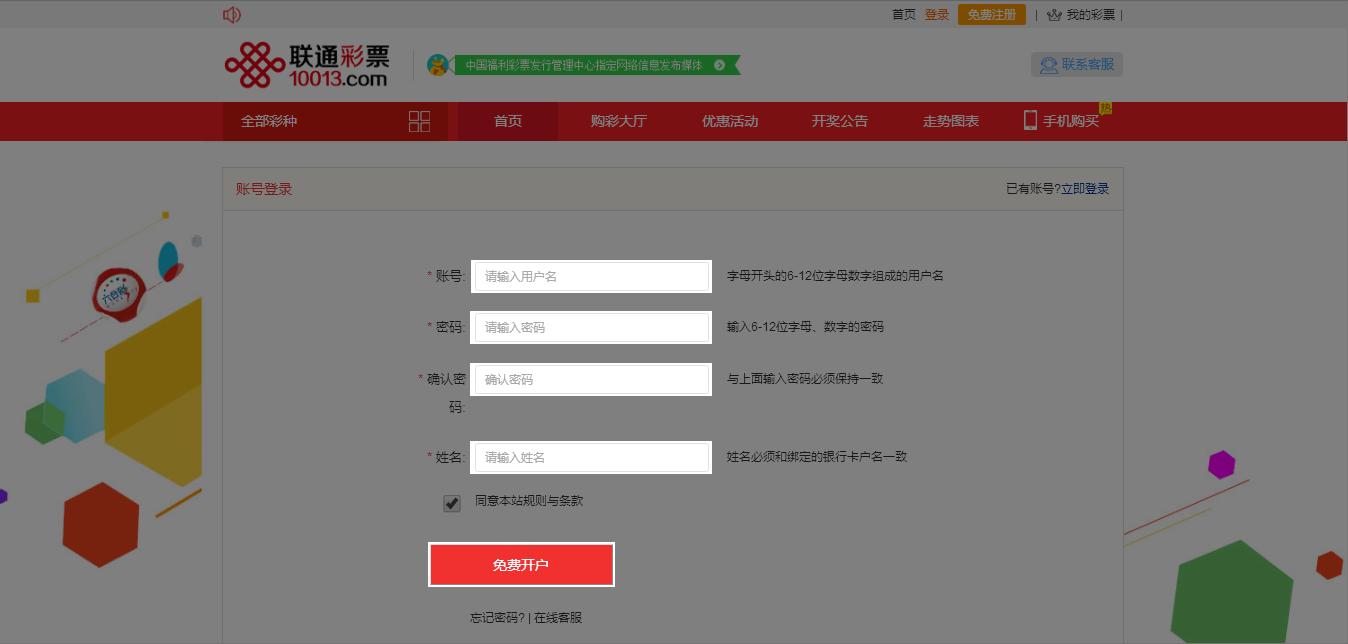 首页 登录 免费注册 | 我的彩票 |
联通彩票
10013.com
中国福利彩票发行管理中心指定网络信息发布媒体
联系客服
全部彩种 首页 购彩大厅 优惠活动 开奖公告 走势图表 手机购买 热
账号登录 已有账号?立即登录
* 账号: 请输入用户名 字母开头的6-12位字母数字组成的用户名
* 密码: 请输入密码 输入6-12位字母、数字的密码
* 确认密 确认密码 与上面输入密码必须保持一致
码:
* 姓名: 请输入姓名 姓名必须和绑定的银行卡户名一致
同意本站规则与条款
免费开户
忘记密码? | 在线客服
六合彩